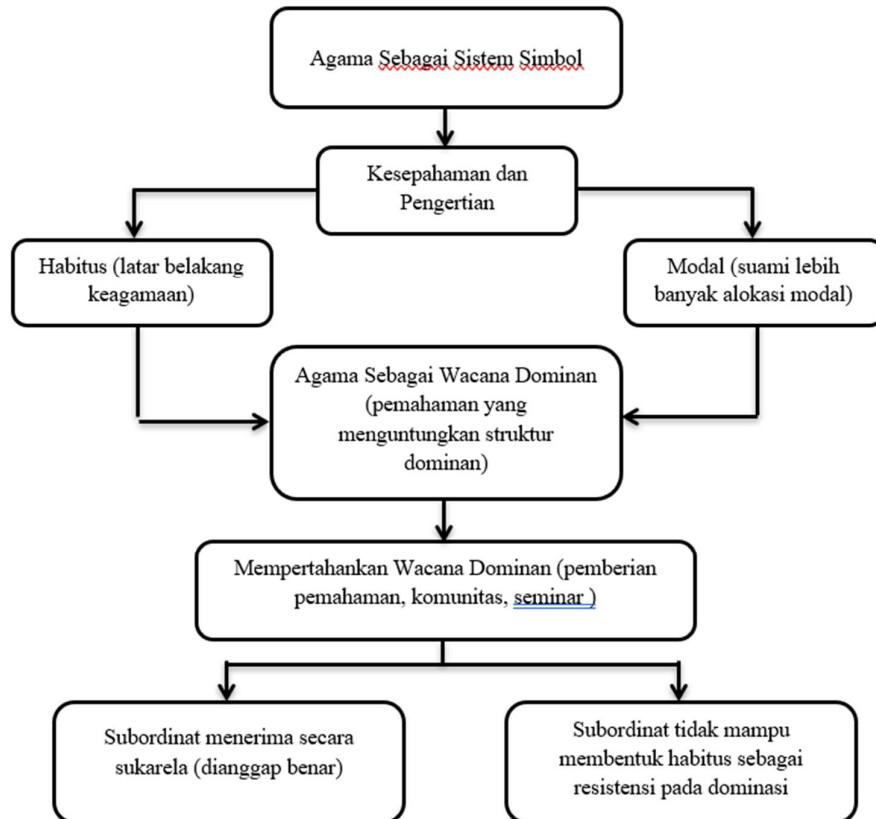 Agama Sebagai Sistem Simbol
Kesepahaman dan
Pengertian
Habitus (latar belakang
keagamaan)
Modal (suami lebih
banyak alokasi modal)
Agama Sebagai Wacana Dominan
(pemahaman yang
menguntungkan struktur
dominan)
Mempertahankan Wacana Dominan (pemberian
pemahaman, komunitas, seminar )
Subordinat menerima secara
sukarela (dianggap benar)
Subordinat tidak mampu
membentuk habitus sebagai
resistensi pada dominasi